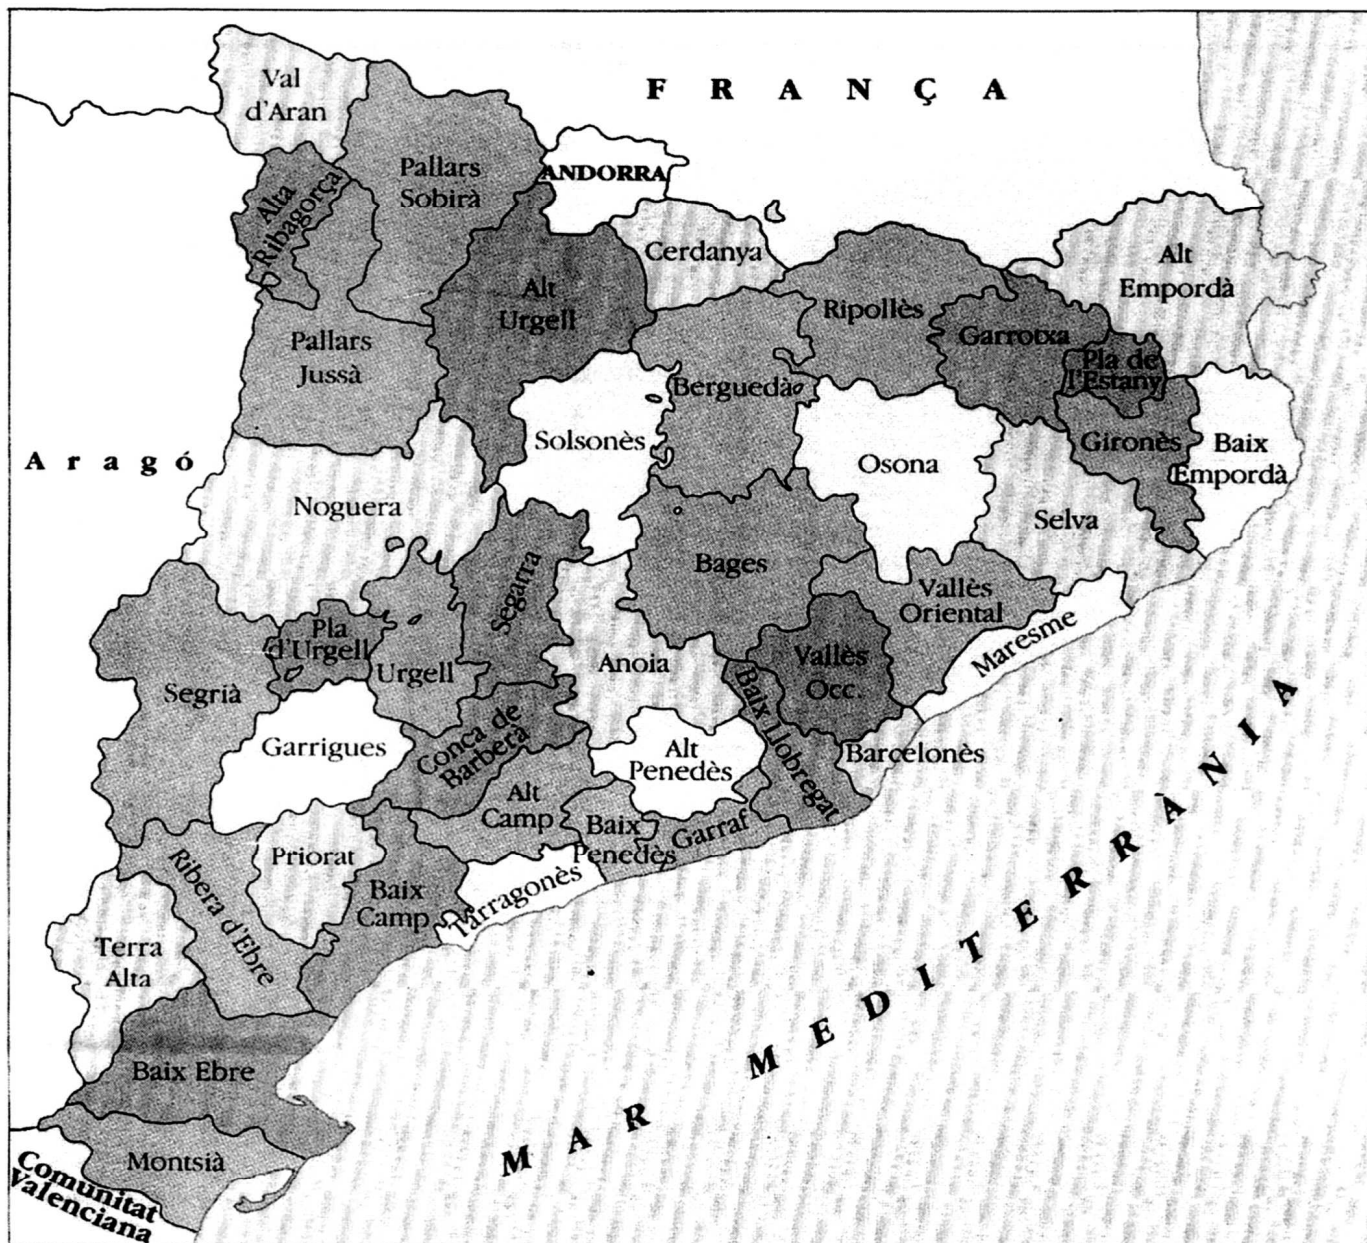 FRANÇA
Val
d'Aran
Pallars
Sobirà
ANDORRA
Alta
Ribagorça
Cerdanya
Alt
Empordà
Alt
Urgell
Ripollès
Garrotxa
Pla de
l'Estany
Pallars
Jussà
Berguedà
Solsonès
Osona
Gironès
Baix
Empordà
Aragó
Noguera
Selva
Bages
Segarra
Vallès
Oriental
Pla
d'Urgell
Urgell
Anoia
Vallès
Occ.
Maresme
Segrià
Baix Llobregat
Garrigues
Conca de
Barberà
Alt
Penedès
Barcelonès
Alt
Camp
Baix
Penedès
Garraf
Priorat
Ribera d'Ebre
Baix
Camp
Tarragonès
Terra
Alta
MAR MEDITERRÀNIA
Baix Ebre
Montsià
Comunitat
Valenciana